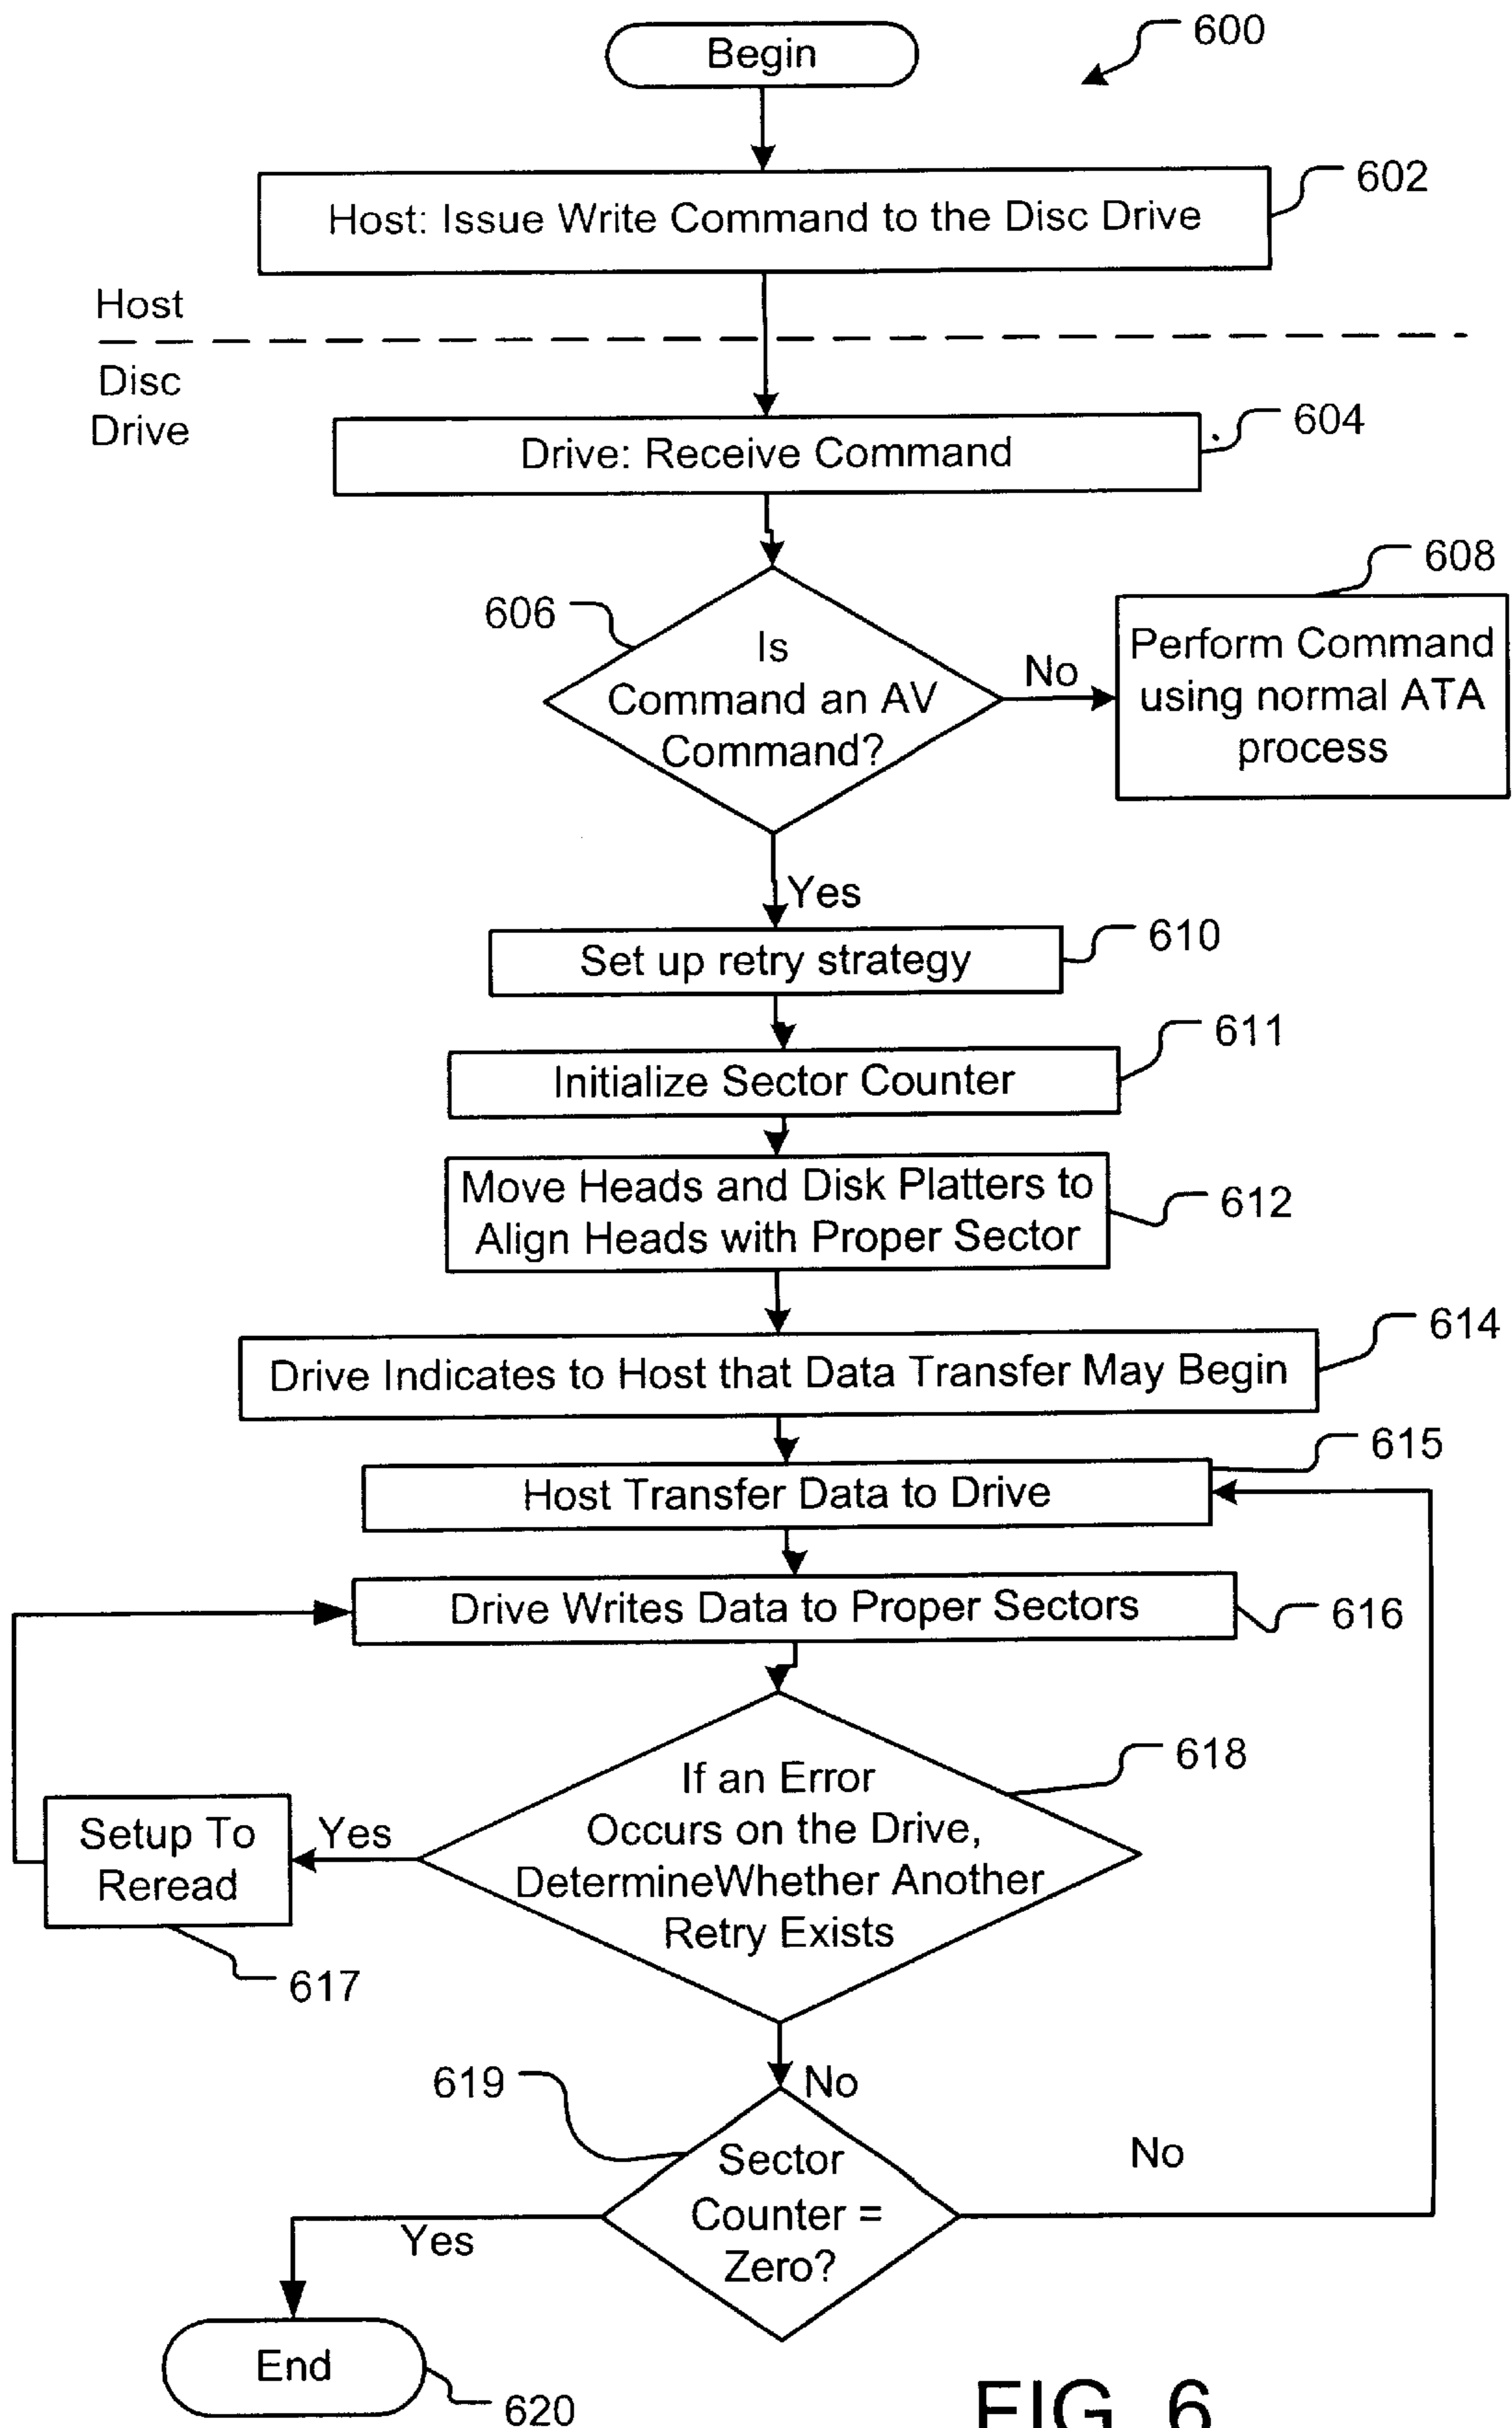 Begin
600
Host: Issue Write Command to the Disc Drive
602
Host
Disc
Drive
Drive: Receive Command
604
606
Is
Command an AV
Command?
No
608
Perform Command
using normal ATA
process
Yes
Set up retry strategy
610
Initialize Sector Counter
611
Move Heads and Disk Platters to
Align Heads with Proper Sector
612
Drive Indicates to Host that Data Transfer May Begin
614
Host Transfer Data to Drive
615
Drive Writes Data to Proper Sectors
616
If an Error
Occurs on the Drive,
DetermineWhether Another
Retry Exists
618
Yes
Setup To
Reread
617
No
619
Sector
Counter =
Zero?
No
Yes
End
620
FIG. 6